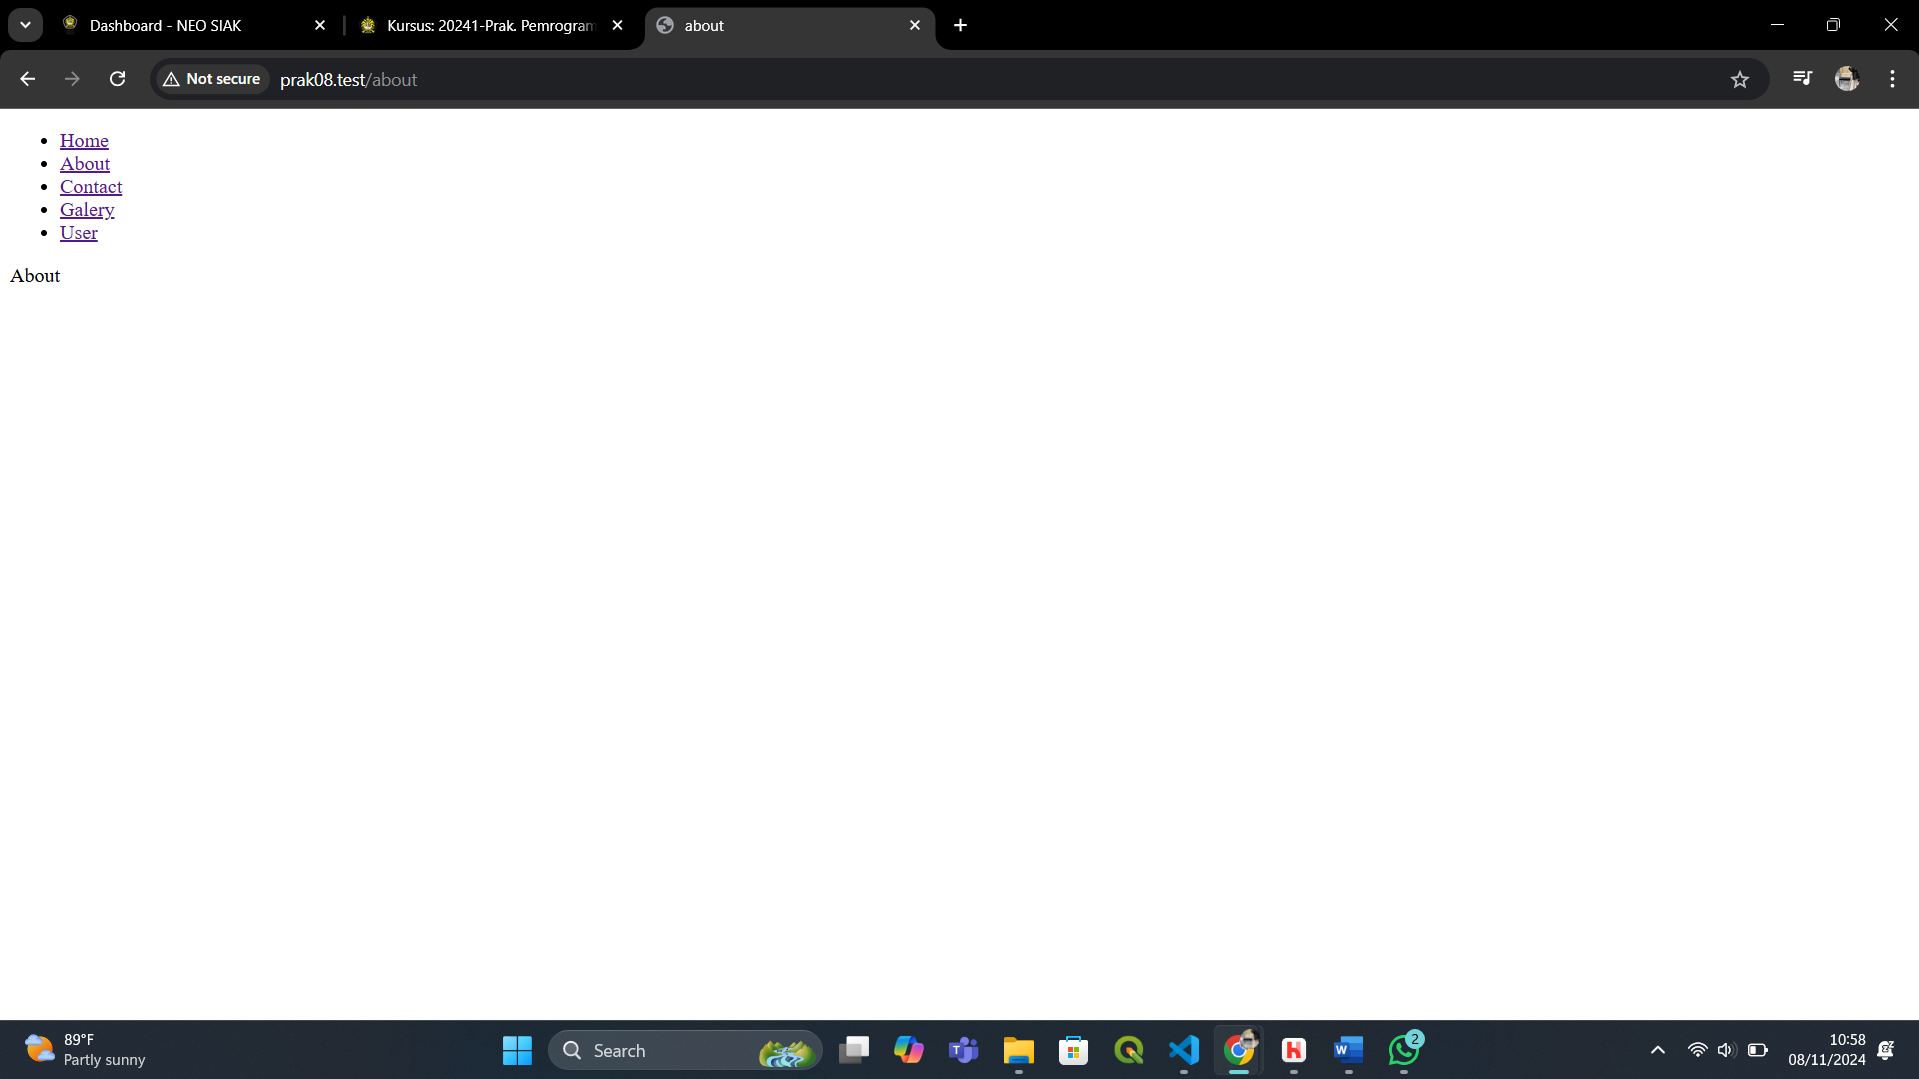 Dashboard - NEO SIAK
Kursus: 20241-Prak. Pemrogram
about
Not secure
prak08.test/about
Home
About
Contact
Galery
User
About
89°F
Partly sunny
Search
2
10:58
08/11/2024